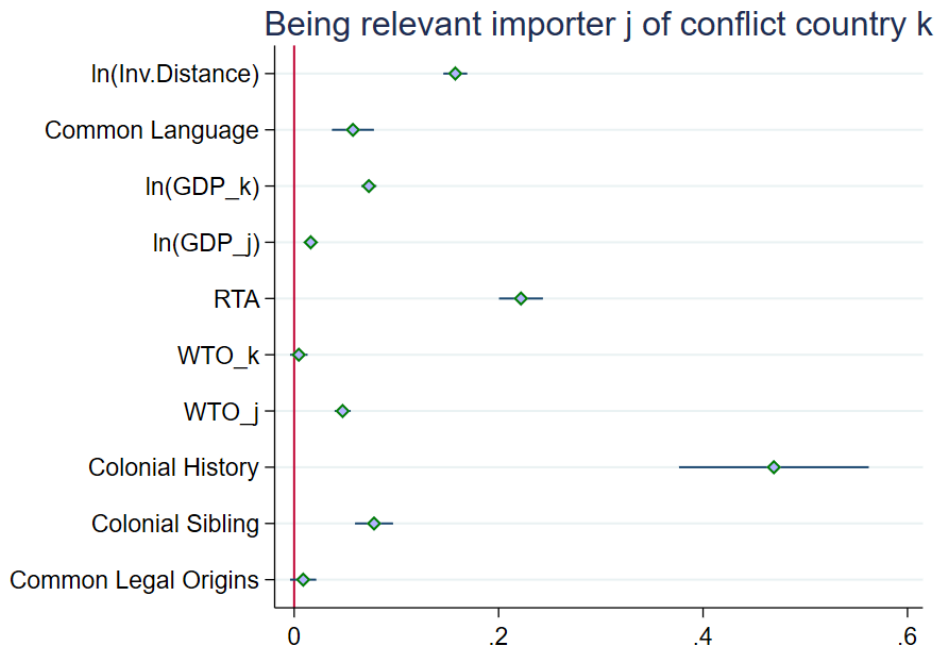 Being relevant importer j of conflict country k
ln(Inv.Distance)
Common Language
ln(GDP_k)
ln(GDP_j)
RTA
WTO_k
WTO_j
Colonial History
Colonial Sibling
Common Legal Origins
0 .2 .4 .6